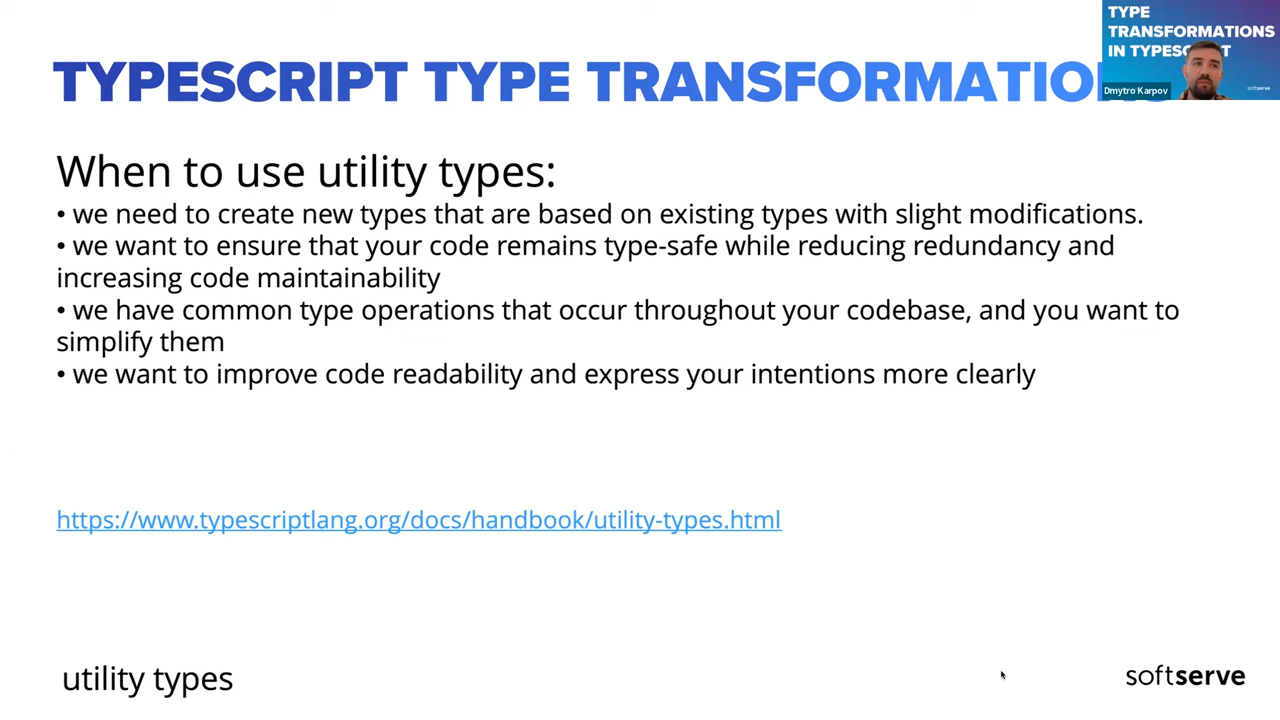 TYPE
TRANSFORMATIONS
IN TYPESC T
Dmytro Karpov
softserve
TYPESCRIPT TYPE TRANSFORMATIO
When to use utility types:
• we need to create new types that are based on existing types with slight modifications.
• we want to ensure that your code remains type-safe while reducing redundancy and
increasing code maintainability
• we have common type operations that occur throughout your codebase, and you want to
simplify them
• we want to improve code readability and express your intentions more clearly
https://www.typescriptlang.org/docs/handbook/utility-types.html
utility types
softserve